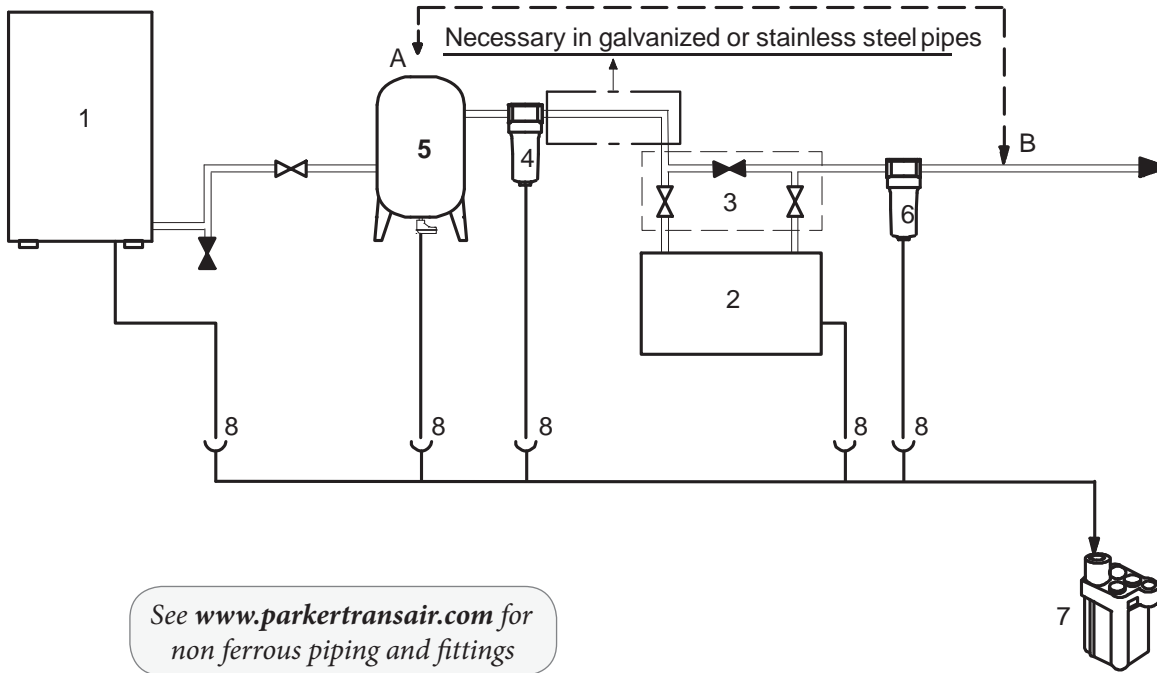 Necessary in galvanized or stainless steel pipes
A
1
5
4
B
3
6
2
8
8
8
8
8
7
See www.parkertransair.com for
non ferrous piping and fittings